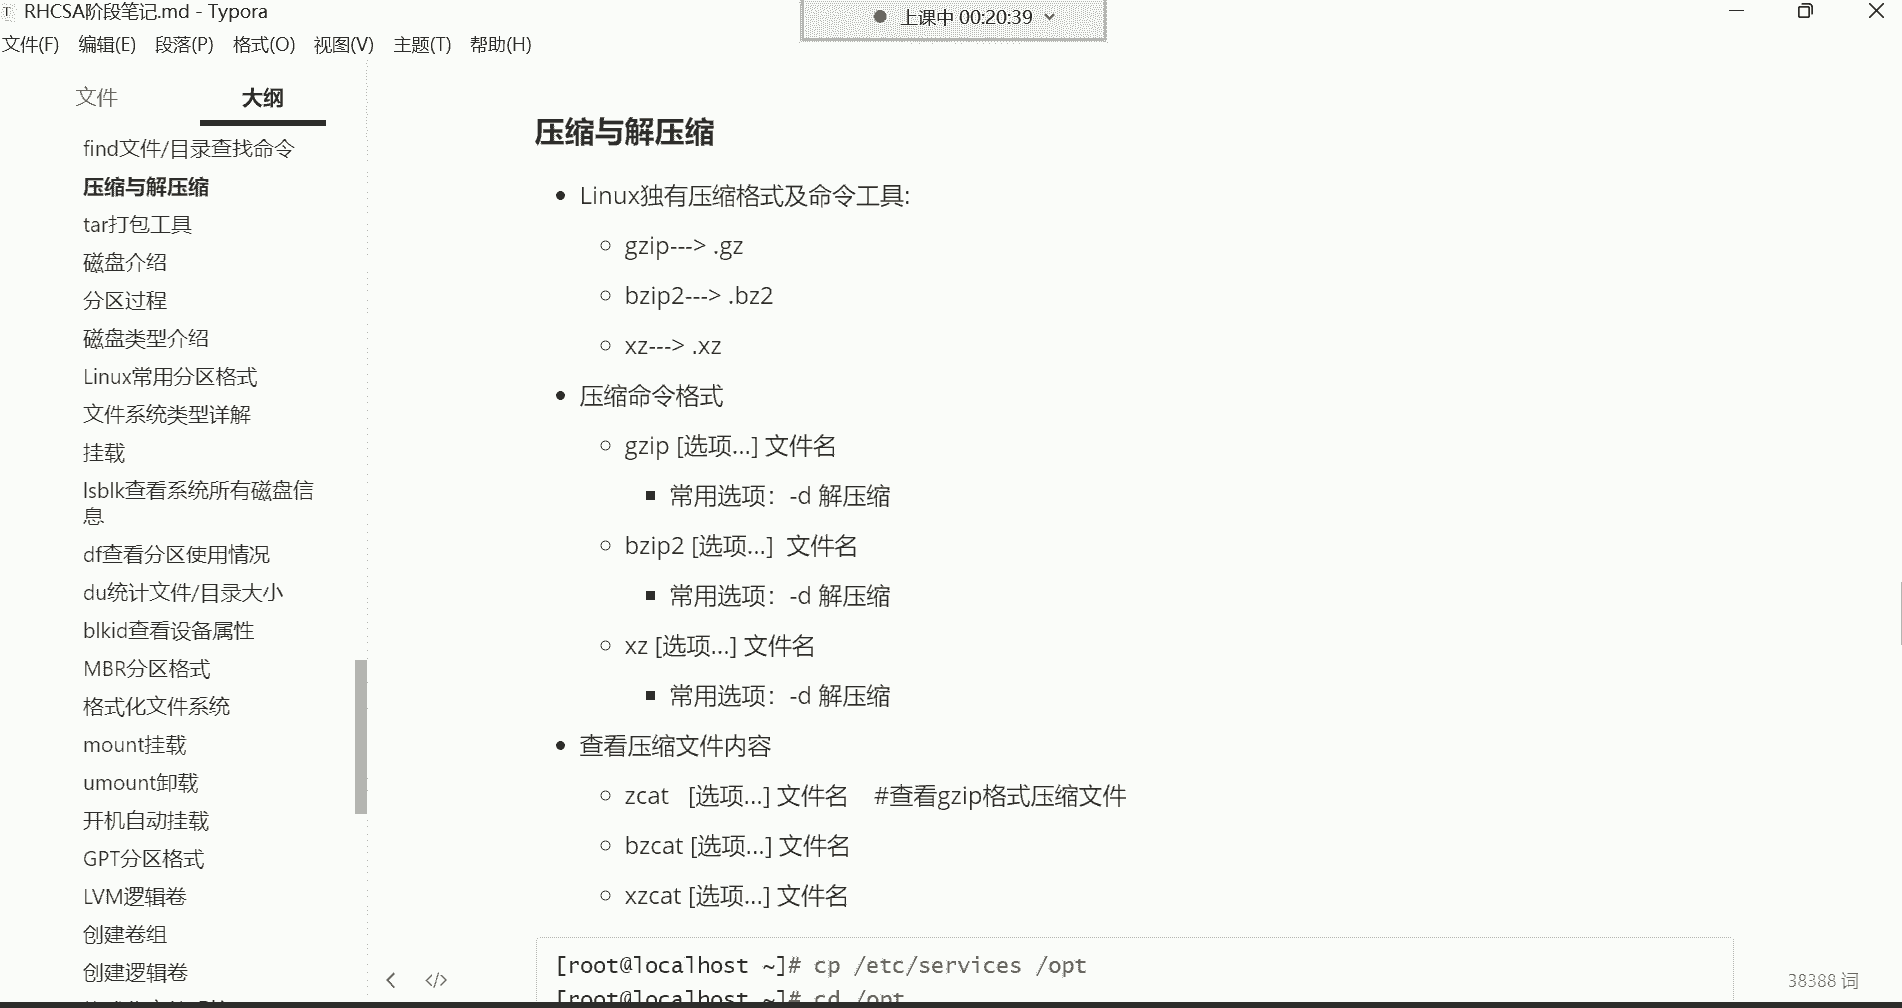 RHCSA阶段笔记.md - Typora
上课中 00:20:39
文件(F) 编辑(E) 段落(P) 格式(O) 视图(V) 主题(T) 帮助(H)
文件 大纲
find文件/目录查找命令
压缩与解压缩
tar打包工具
磁盘介绍
分区过程
磁盘类型介绍
Linux常用分区格式
文件系统类型详解
挂载
lsblk查看系统所有磁盘信
息
df查看分区使用情况
du统计文件/目录大小
blkid查看设备属性
MBR分区格式
格式化文件系统
mount挂载
umount卸载
开机自动挂载
GPT分区格式
LVM逻辑卷
创建卷组
创建逻辑卷
压缩与解压缩
Linux独有压缩格式及命令工具:
gzip---> .gz
bzip2---> .bz2
xz---> .xz
压缩命令格式
gzip [选项...] 文件名
常用选项：-d 解压缩
bzip2 [选项...] 文件名
常用选项：-d 解压缩
xz [选项...] 文件名
常用选项：-d 解压缩
查看压缩文件内容
zcat [选项...] 文件名 #查看gzip格式压缩文件
bzcat [选项...] 文件名
xzcat [选项...] 文件名
[root@localhost ~]# cp /etc/services /opt
[root@localhost ~]# cd /opt
38388 词